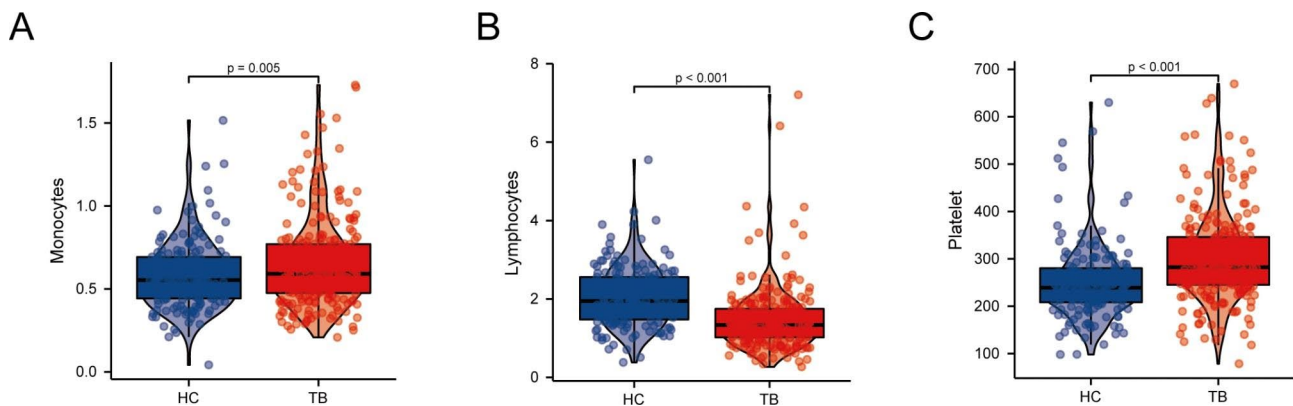 A
p = 0.005
1.5
1.0
0.5
0.0
Monocytes
HC TB
B
8
p < 0.001
6
4
2
0
Lymphocytes
HC TB
C
700
p < 0.001
600
500
400
300
200
100
Platelet
HC TB